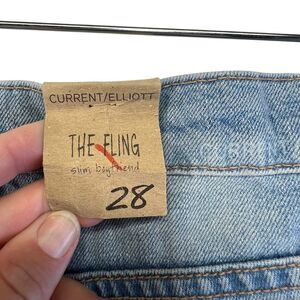 CURRENT/ELLIOTT
THE FLING
slim boyfriend
28